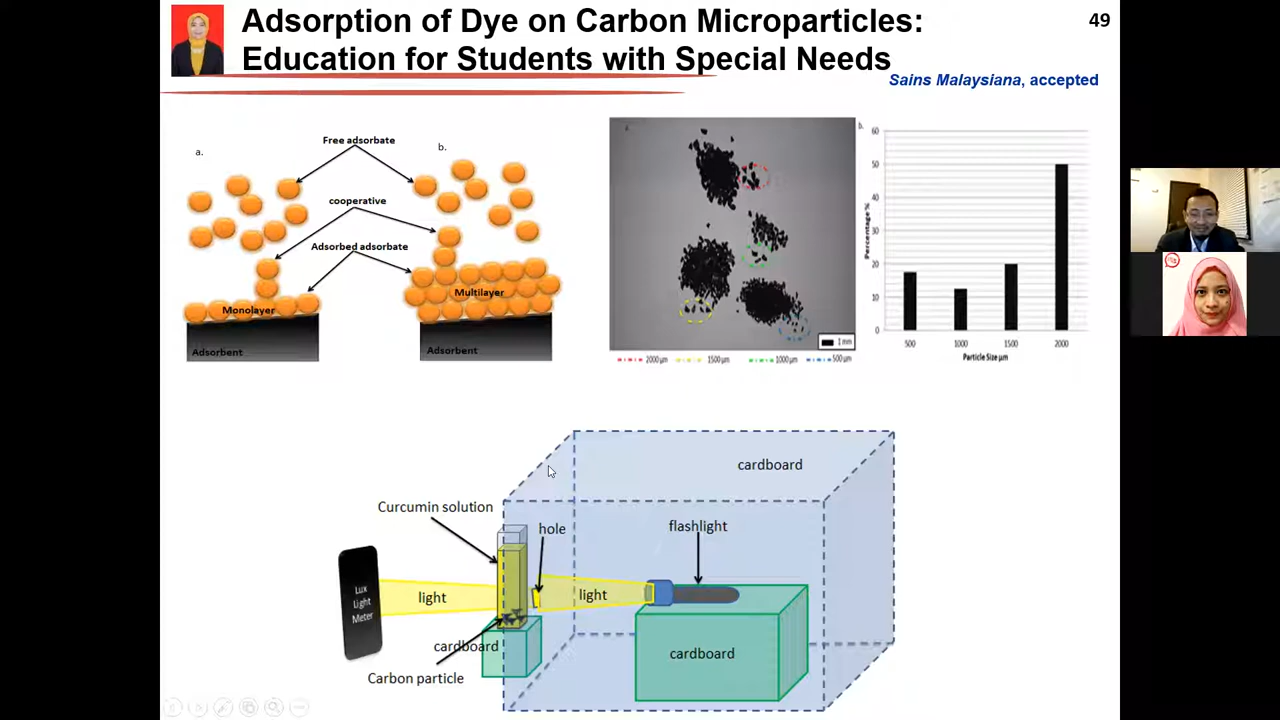 Adsorption of Dye on Carbon Microparticles:
Education for Students with Special Needs
49
Sains Malaysiana, accepted
a.
Free adsorbate
b.
cooperative
Adsorbed adsorbate
Monolayer
Multilayer
Adsorbent
Adsorbent
1 mm
2000 μm
1500 μm
1000 μm
500 μm
b.
Percentage%
60
50
40
30
20
10
0
500
1000
1500
2000
Particle Size μm
cardboard
Curcumin solution
hole
flashlight
Lux
Light
Meter
light
light
cardboard
cardboard
Carbon particle